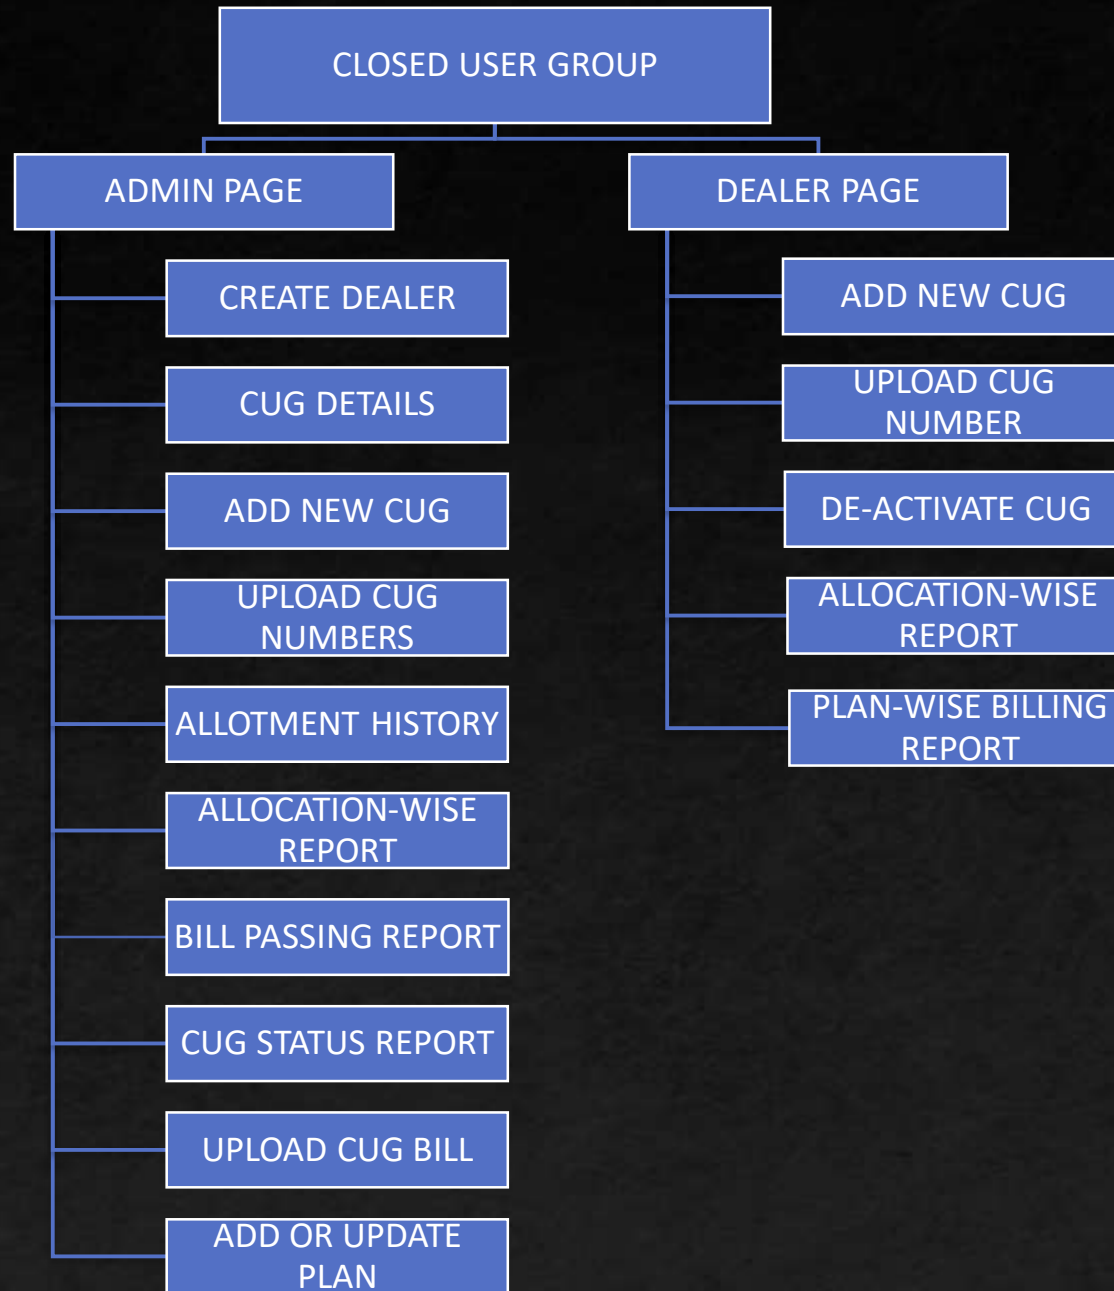 CLOSED USER GROUP
ADMIN PAGE
CREATE DEALER
CUG DETAILS
ADD NEW CUG
UPLOAD CUG
NUMBERS
ALLOTMENT HISTORY
ALLOCATION-WISE
REPORT
BILL PASSING REPORT
CUG STATUS REPORT
UPLOAD CUG BILL
ADD OR UPDATE
PLAN
DEALER PAGE
ADD NEW CUG
UPLOAD CUG
NUMBER
DE-ACTIVATE CUG
ALLOCATION-WISE
REPORT
PLAN-WISE BILLING
REPORT